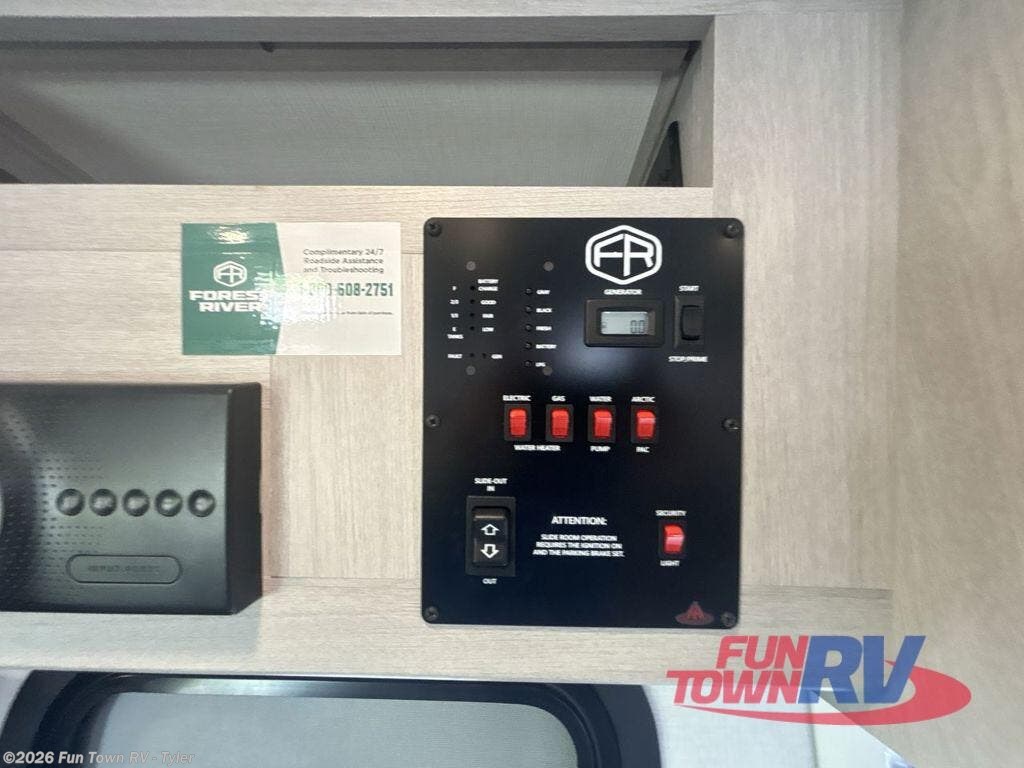 Complimentary 24/7
Roadside Assistance
and Troubleshooting
608-2751
FR
FOREST
RIVER
FR
GENERATOR
0.0
START
STOP/PRIME
BATTERY
CHARGE
F
2/3
GOOD
1/3
FAIR
E
LOW
TANKS
FAULT
GEN
GRAY
BLACK
FRESH
BATTERY
LPG
ELECTRIC
GAS
WATER
ARCTIC
WATER HEATER
PUMP
PAC
SLIDE-OUT
IN
OUT
ATTENTION:
SLIDE ROOM OPERATION
REQUIRES THE IGNITION ON
AND THE PARKING BRAKE SET.
SECURITY
LIGHT
FUN
TOWN RV
©2026 Fun Town RV - Tyler